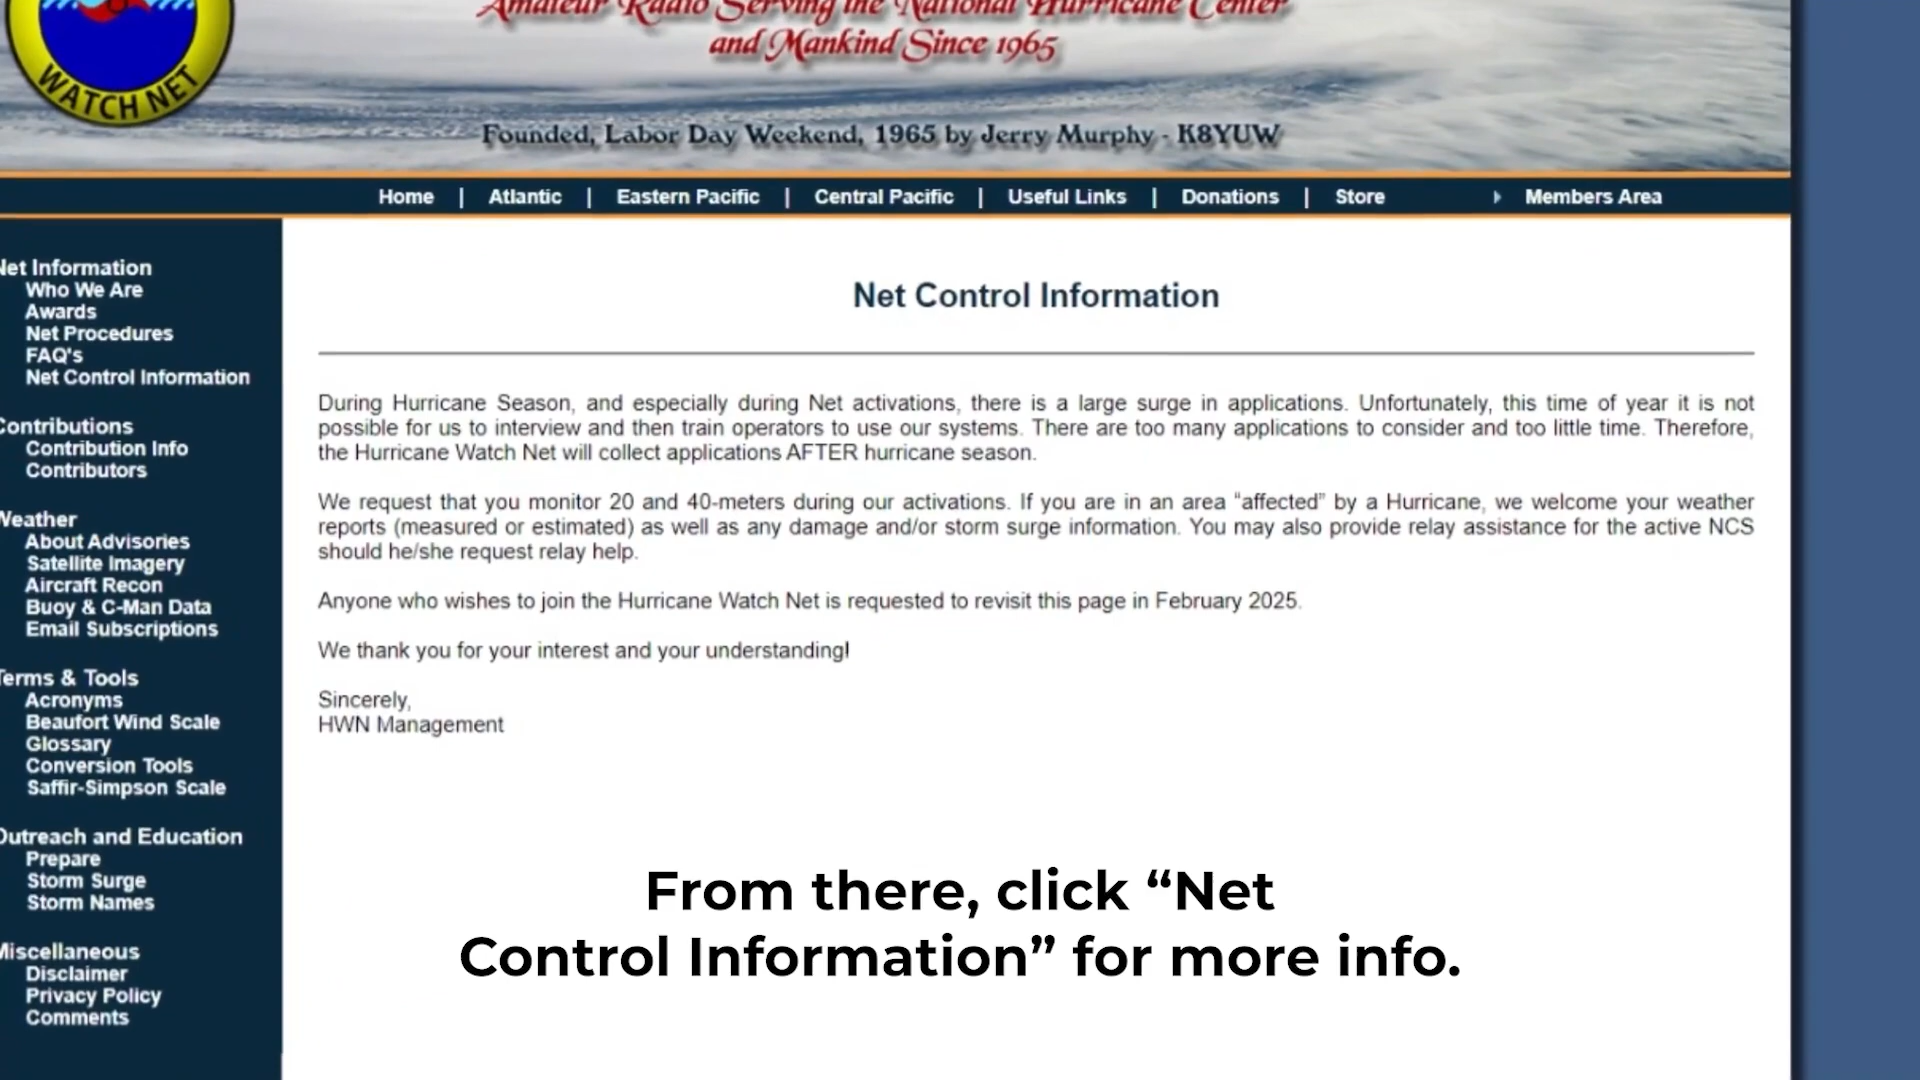 Amateur Radio Serving the National Hurricane Center
and Mankind Since 1965
WATCH NET
Founded, Labor Day Weekend, 1965 by Jerry Murphy - K8YUW
Home | Atlantic | Eastern Pacific | Central Pacific | Useful Links | Donations | Store Members Area
Net Information
Who We Are
Awards
Net Procedures
FAQ's
Net Control Information
Contributions
Contribution Info
Contributors
Weather
About Advisories
Satellite Imagery
Aircraft Recon
Buoy & C-Man Data
Email Subscriptions
Terms & Tools
Acronyms
Beaufort Wind Scale
Glossary
Conversion Tools
Saffir-Simpson Scale
Outreach and Education
Prepare
Storm Surge
Storm Names
Miscellaneous
Disclaimer
Privacy Policy
Comments
Net Control Information
During Hurricane Season, and especially during Net activations, there is a large surge in applications. Unfortunately, this time of year it is not
possible for us to interview and then train operators to use our systems. There are too many applications to consider and too little time. Therefore,
the Hurricane Watch Net will collect applications AFTER hurricane season.
We request that you monitor 20 and 40-meters during our activations. If you are in an area “affected” by a Hurricane, we welcome your weather
reports (measured or estimated) as well as any damage and/or storm surge information. You may also provide relay assistance for the active NCS
should he/she request relay help.
Anyone who wishes to join the Hurricane Watch Net is requested to revisit this page in February 2025.
We thank you for your interest and your understanding!
Sincerely,
HWN Management
From there, click “Net
Control Information” for more info.